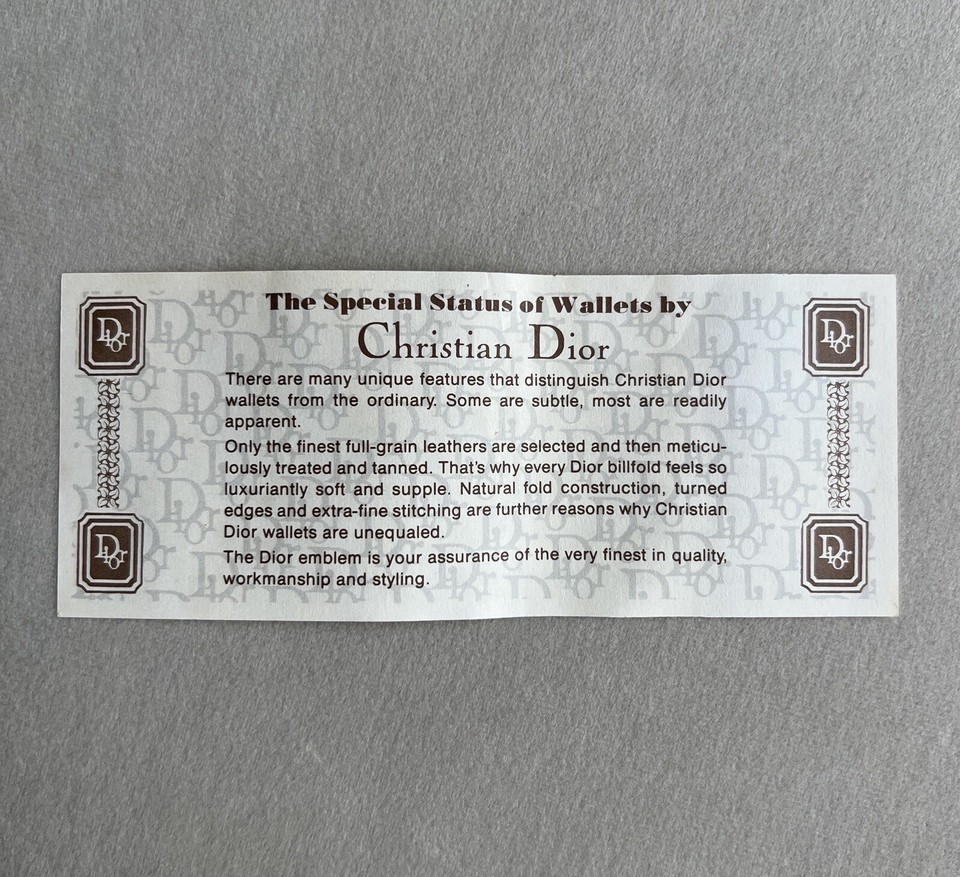 The Special Status of Wallets by
Christian Dior
There are many unique features that distinguish Christian Dior
wallets from the ordinary. Some are subtle, most are readily
apparent.
Only the finest full-grain leathers are selected and then meticu-
lously treated and tanned. That's why every Dior billfold feels so
luxuriantly soft and supple. Natural fold construction, turned
edges and extra-fine stitching are further reasons why Christian
Dior wallets are unequaled.
The Dior emblem is your assurance of the very finest in quality,
workmanship and styling.
Dior
Dior
Dior
Dior